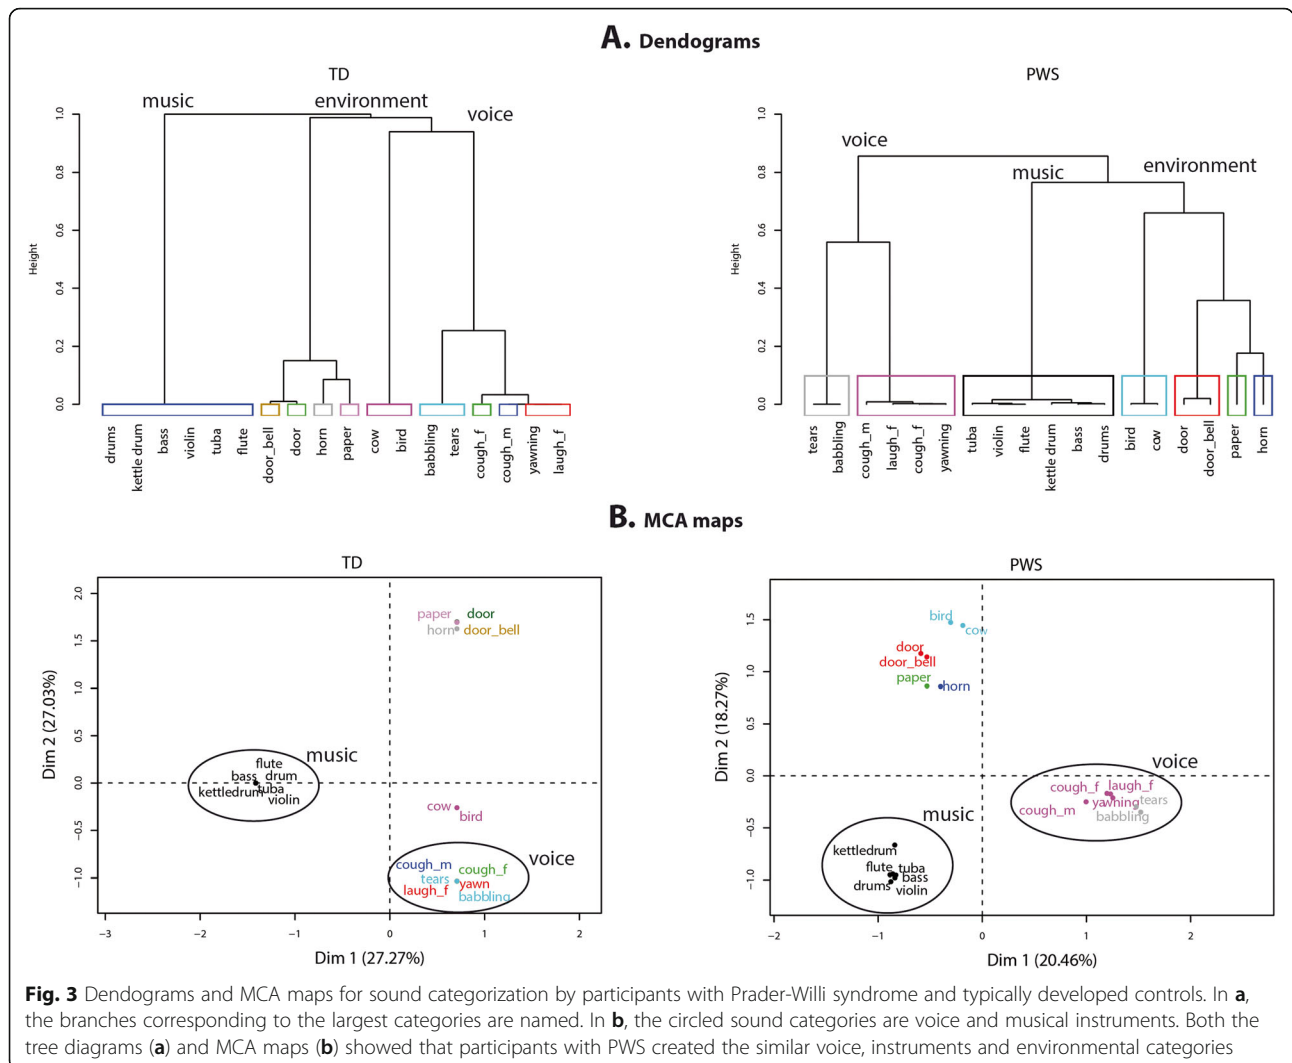 A. Dendograms
TD
music
environment
voice
Height
0.0
0.2
0.4
0.6
0.8
1.0
drums
kettle drum
bass
violin
tuba
flute
door_bell
door
horn
paper
cow
bird
babbling
tears
cough_f
cough_m
yawning
laugh_f
PWS
voice
music
environment
Height
0.0
0.2
0.4
0.6
0.8
1.0
tears
babbling
cough_m
laugh_f
cough_f
yawning
tuba
violin
flute
kettle drum
bass
drums
bird
cow
door
door_bell
paper
horn
B. MCA maps
TD
Dim 2 (27.03%)
2.0
1.5
1.0
0.5
0.0
-0.5
-1.0
paper door
horn door_bell
music
flute
bass drum
kettledrum tuba
violin
cow
bird
voice
cough_m cough_f
tears yawn
laugh_f babbling
−3 −2 −1 0 1 2
Dim 1 (27.27%)
PWS
Dim 2 (18.27%)
1.5
1.0
0.5
0.0
-0.5
-1.0
bird
cow
door
door_bell
paper horn
voice
cough_f laugh_f
cough_m yawning tears
babbling
music
kettledrum
flute tuba
bass
drums violin
−2 −1 0 1 2
Dim 1 (20.46%)
Fig. 3 Dendograms and MCA maps for sound categorization by participants with Prader-Willi syndrome and typically developed controls. In a,
the branches corresponding to the largest categories are named. In b, the circled sound categories are voice and musical instruments. Both the
tree diagrams (a) and MCA maps (b) showed that participants with PWS created the similar voice, instruments and environmental categories